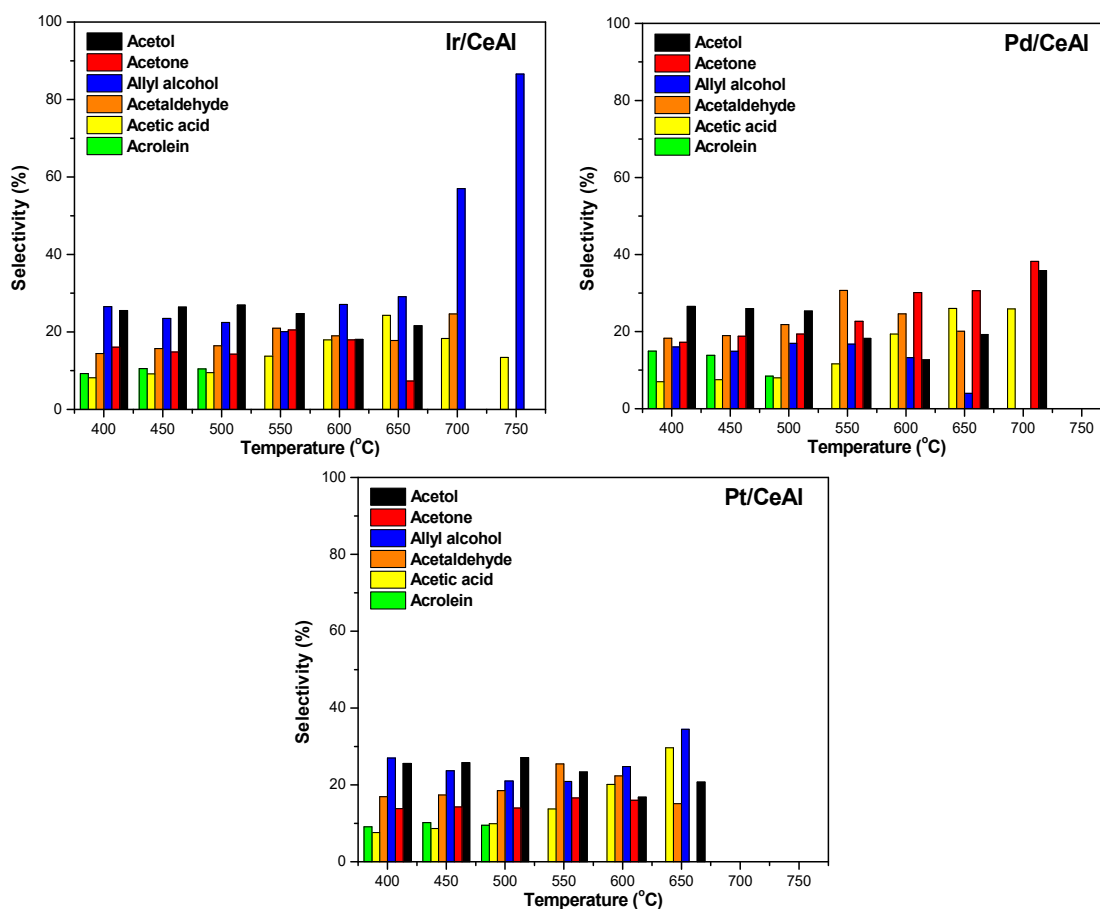 Ir/CeAl
Acetol
Acetone
Allyl alcohol
Acetaldehyde
Acetic acid
Acrolein
Selectivity (%)
100
80
60
40
20
0
400 450 500 550 600 650 700 750
Temperature (°C)
Pd/CeAl
Acetol
Acetone
Allyl alcohol
Acetaldehyde
Acetic acid
Acrolein
Selectivity (%)
100
80
60
40
20
0
400 450 500 550 600 650 700 750
Temperature (°C)
Pt/CeAl
Acetol
Acetone
Allyl alcohol
Acetaldehyde
Acetic acid
Acrolein
Selectivity (%)
100
80
60
40
20
0
400 450 500 550 600 650 700 750
Temperature (°C)